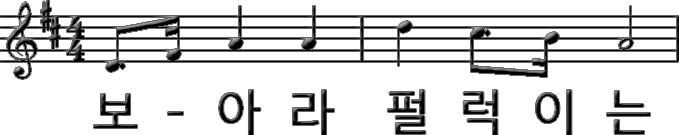 보 - 아 라 펄 럭 이 는